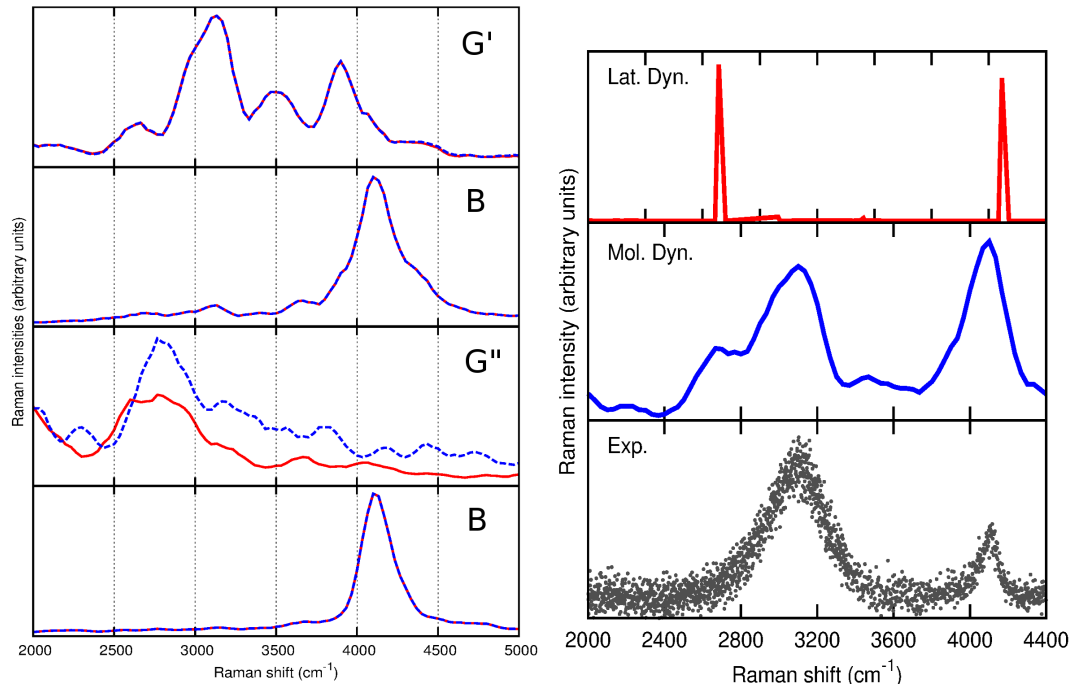 Raman intensities (arbitrary units)
G'
B
G"
B
2000 2500 3000 3500 4000 4500 5000
Raman shift (cm-1)
Raman intensity (arbitrary units)
Lat. Dyn.
Mol. Dyn.
Exp.
2000 2400 2800 3200 3600 4000 4400
Raman shift (cm-1)